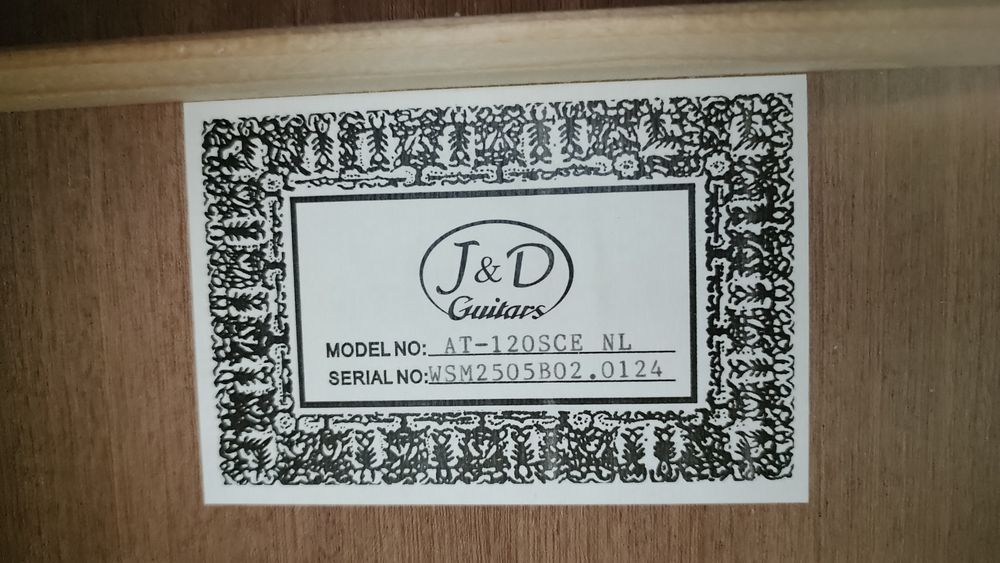 J&D
Guitars
MODEL NO: AT-120SCE NL
SERIAL NO: WSM2505B02.0124